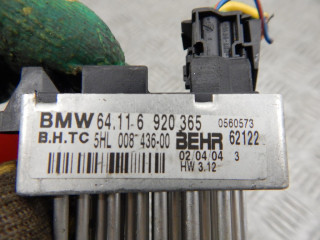 BMW 64.11-6 920 365 0560573
B.H.TC 5HL 008 436-00 BEHR 62122
02/04 04 3
HW 3.12